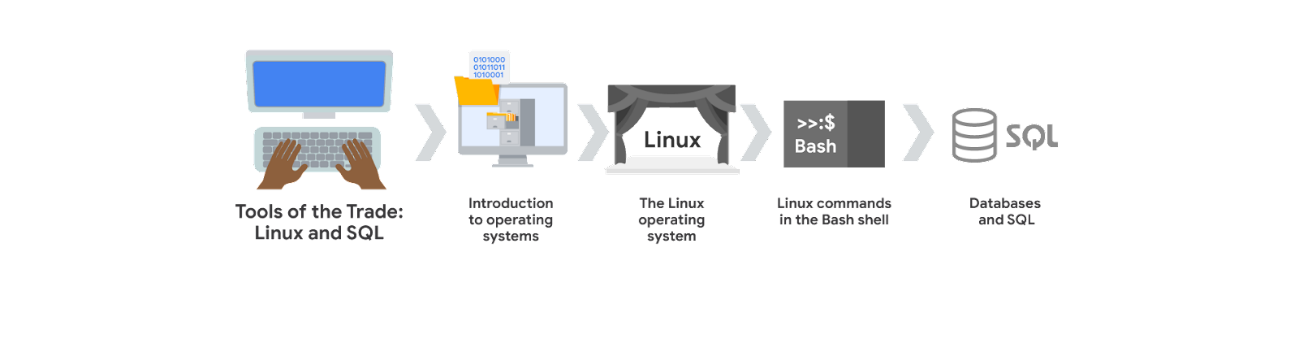 Tools of the Trade:
Linux and SQL
0101000
01011011
1010001
Introduction
to operating
systems
Linux
The Linux
operating
system
>>:$
Bash
Linux commands
in the Bash shell
SQL
Databases
and SQL